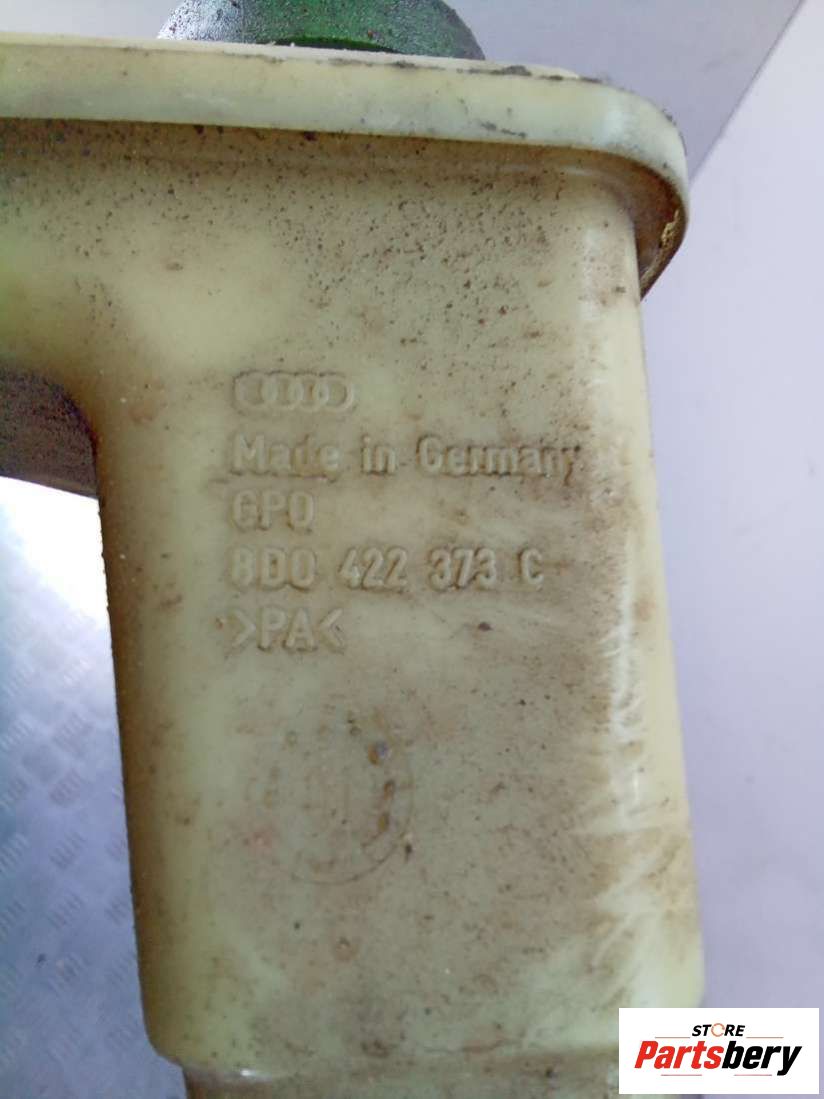 Made in Germany
GPO
8D0 422 373 C
>PA<
STORE
Partsbery